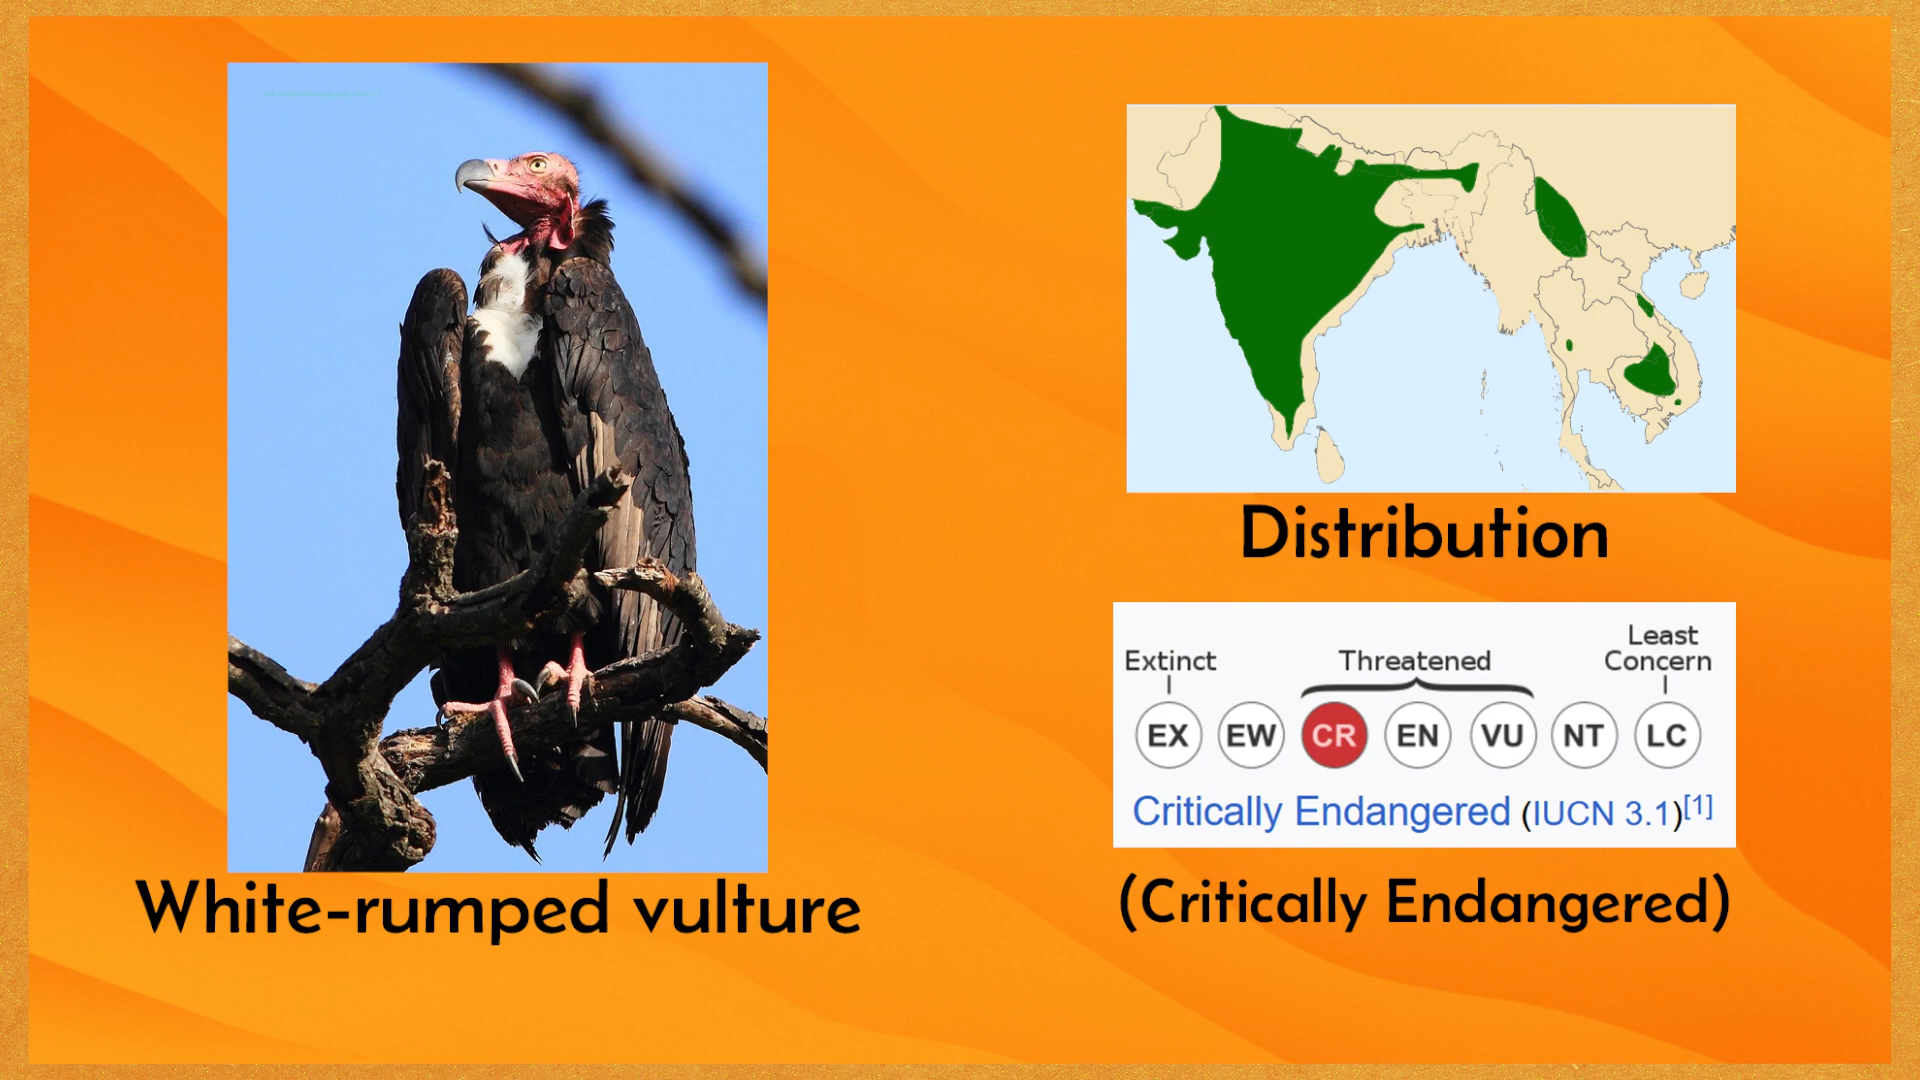 White-rumped vulture
Distribution
Extinct
Threatened
Least
Concern
EX EW CR EN VU NT LC
Critically Endangered (IUCN 3.1)[1]
(Critically Endangered)